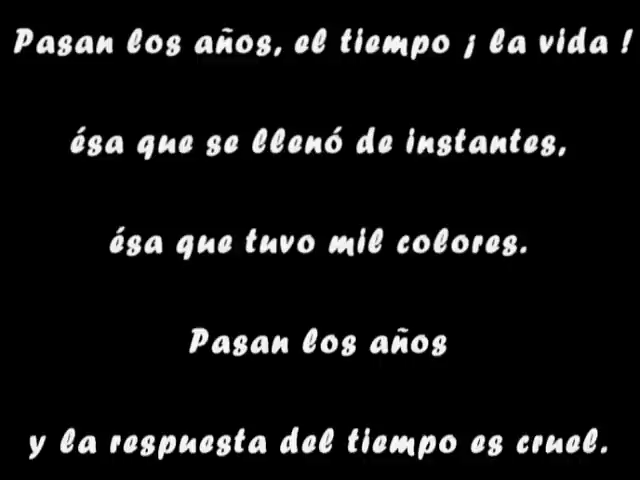 Pasan los años, el tiempo ¡ la vida !
ésa que se llenó de instantes,
ésa que tuvo mil colores.
Pasan los años
y la respuesta del tiempo es cruel.